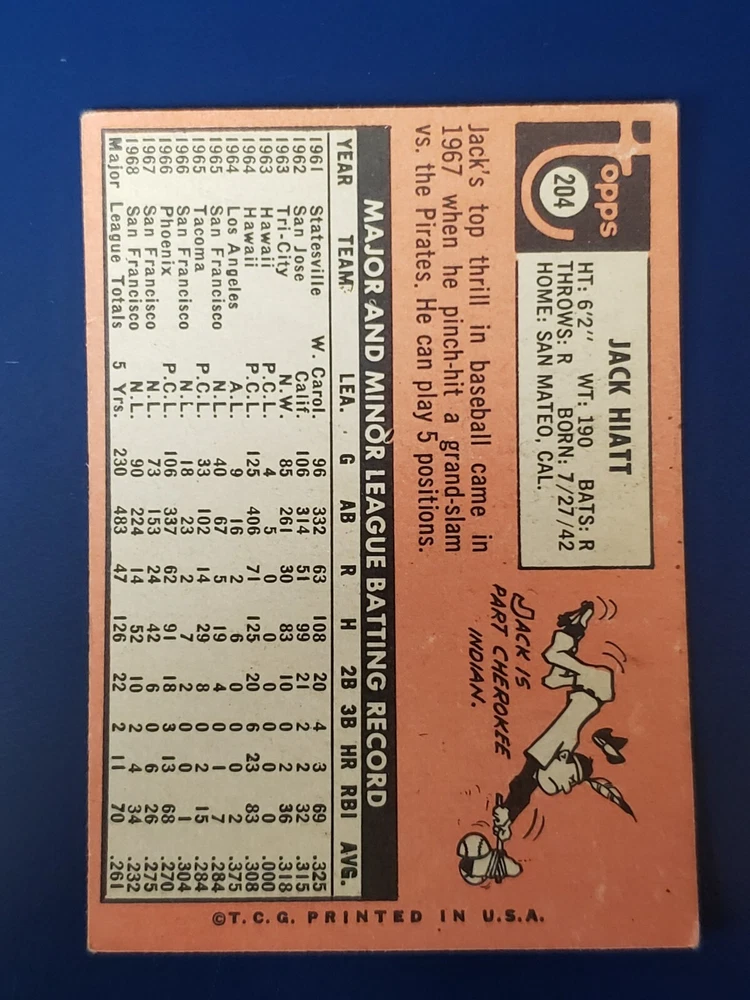 Topps
204
JACK HIATT
HT: 6'2" WT: 190 BATS: R
THROWS: R BORN: 7/27/42
HOME: SAN MATEO, CAL.
Jack's top thrill in baseball came in
1967 when he pinch-hit a grand-slam
vs. the Pirates. He can play 5 positions.
JACK IS
PART CHEROKEE
INDIAN.
MAJOR AND MINOR LEAGUE BATTING RECORD
YEAR TEAM LEA. G AB R H 2B 3B HR RBI AVG.
1961 Statesville W. Carol. 96 332 63 108 20 4 3 69 .325
1962 San Jose Calif. 106 314 51 99 21 2 2 32 .315
1963 Tri-City N.W. 85 261 30 83 10 0 2 36 .318
1963 Hawaii P.C.L. 4 5 0 0 0 0 0 0 .000
1964 Hawaii P.C.L. 125 406 71 125 20 6 23 83 .308
1964 Los Angeles A.L. 9 16 2 6 0 0 0 2 .375
1965 San Francisco N.L. 40 67 5 19 4 0 1 7 .284
1965 Tacoma P.C.L. 33 102 14 29 8 0 2 15 .284
1966 San Francisco N.L. 18 23 2 7 2 0 0 1 .304
1966 Phoenix P.C.L. 106 337 62 91 18 3 13 68 .270
1967 San Francisco N.L. 73 153 24 42 6 0 6 26 .275
1968 San Francisco N.L. 90 224 14 52 10 2 4 34 .232
Major League Totals 5 Yrs. 230 483 47 126 22 2 11 70 .261
©T.C.G. PRINTED IN U.S.A.